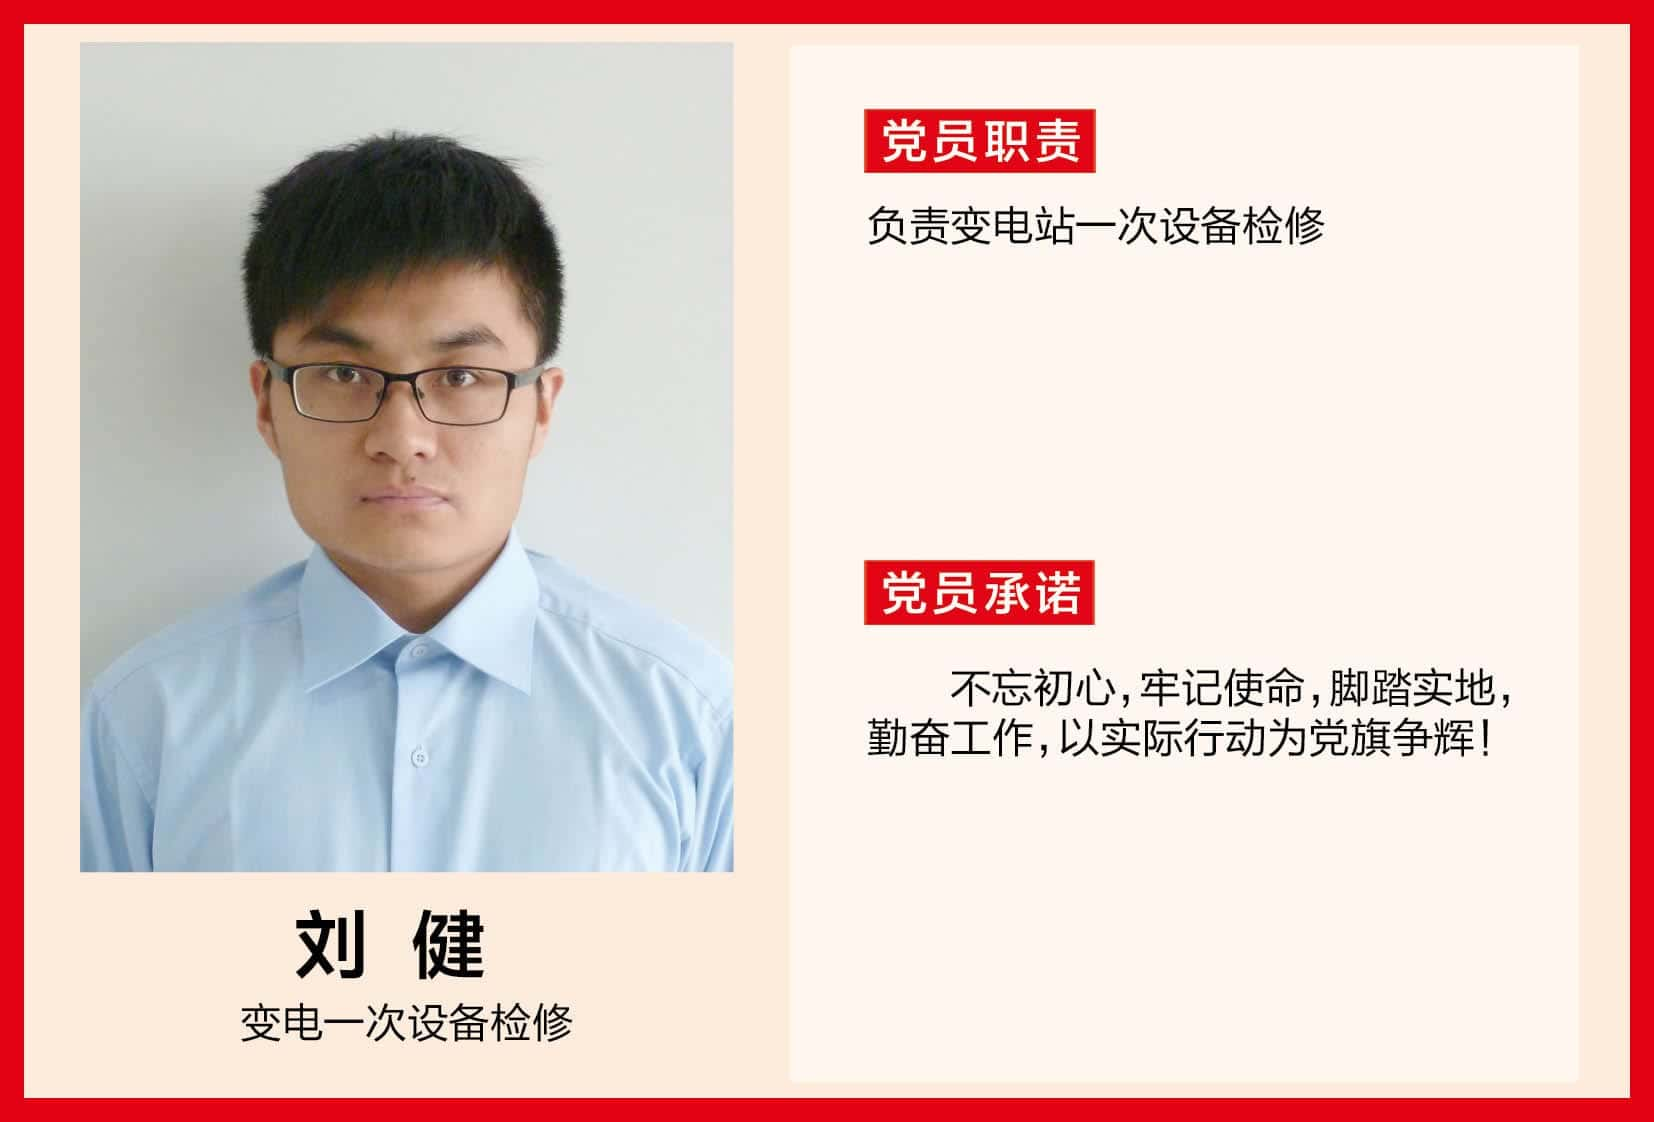 党员职责
负责变电站一次设备检修
党员承诺
不忘初心,牢记使命,脚踏实地,
勤奋工作,以实际行动为党旗争辉!
刘 健
变电一次设备检修